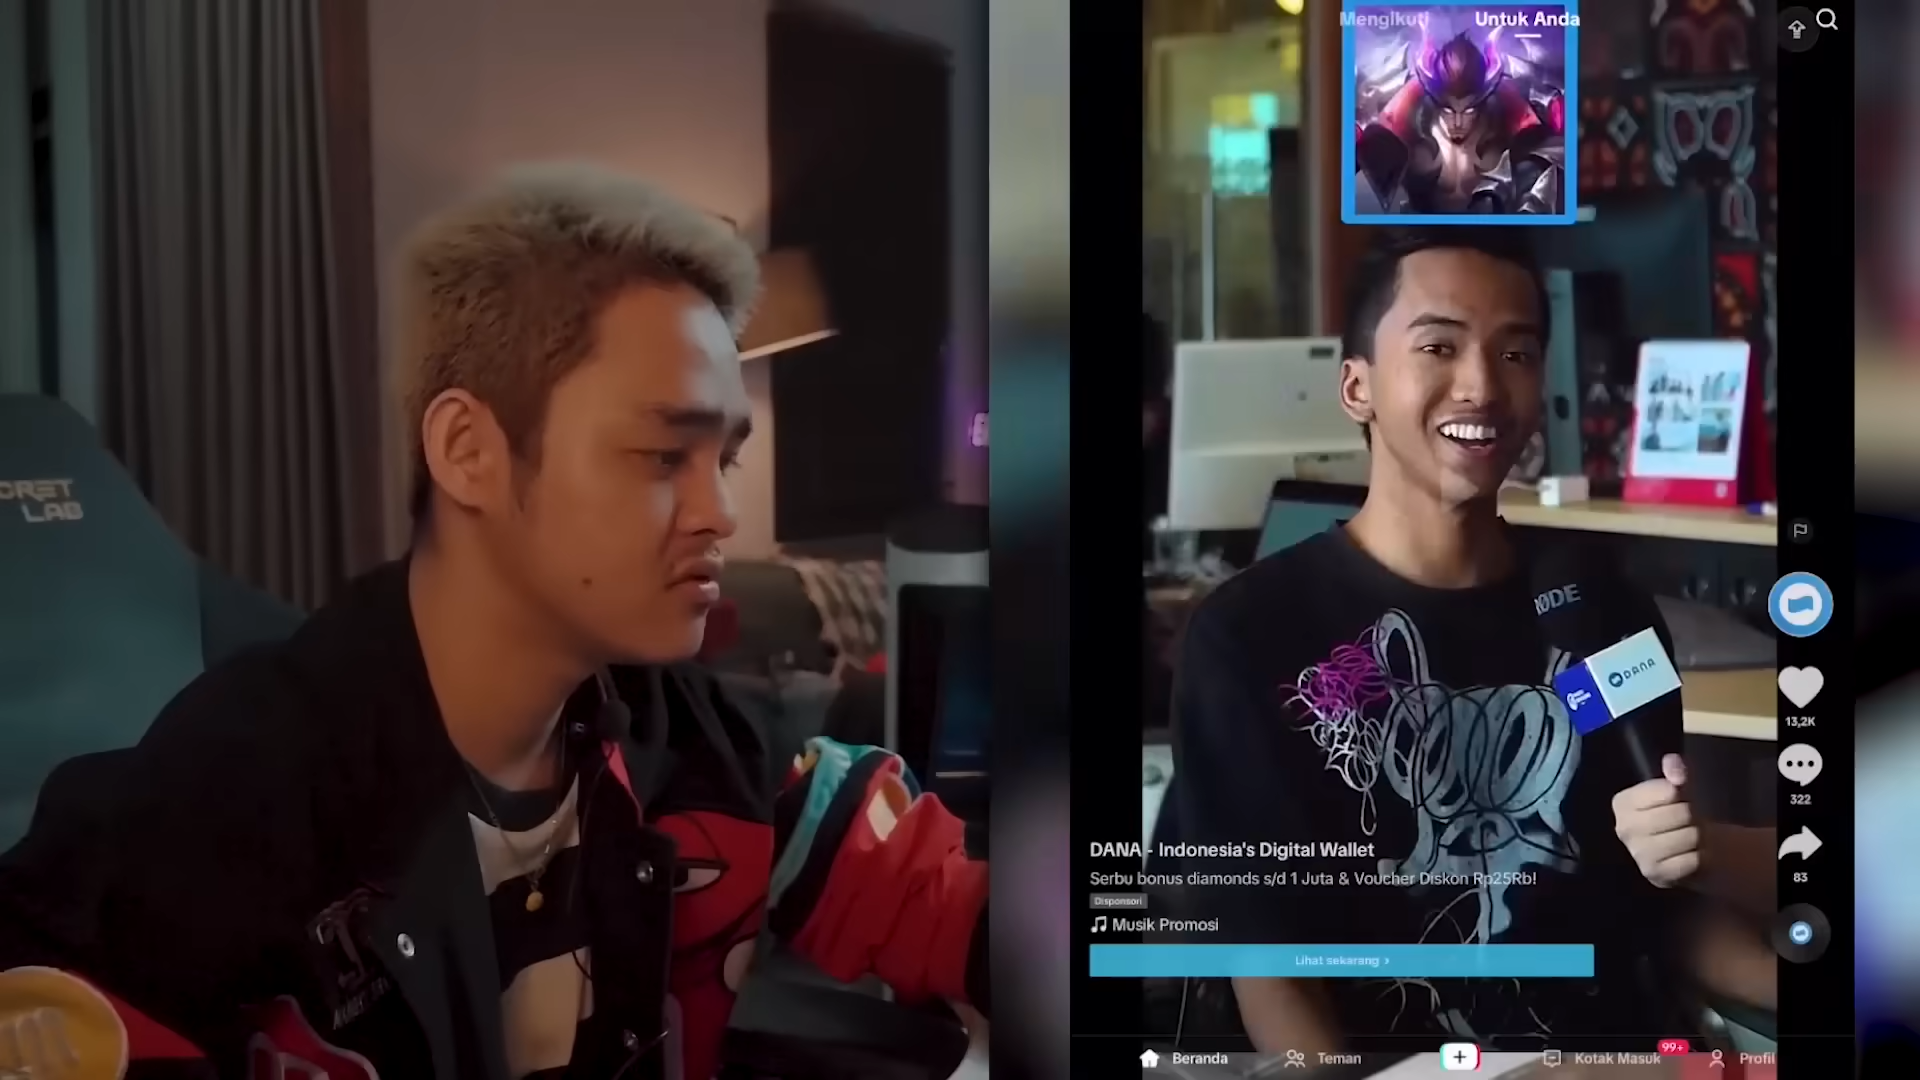 Mengikuti
Untuk Anda
CRET
LAB
NØDE
DANA
13,2K
322
83
DANA - Indonesia's Digital Wallet
Serbu bonus diamonds s/d 1 Juta & Voucher Diskon Rp25Rb!
Disponsori
Musik Promosi
Lihat sekarang >
Beranda
Teman
Kotak Masuk
99+
Profil